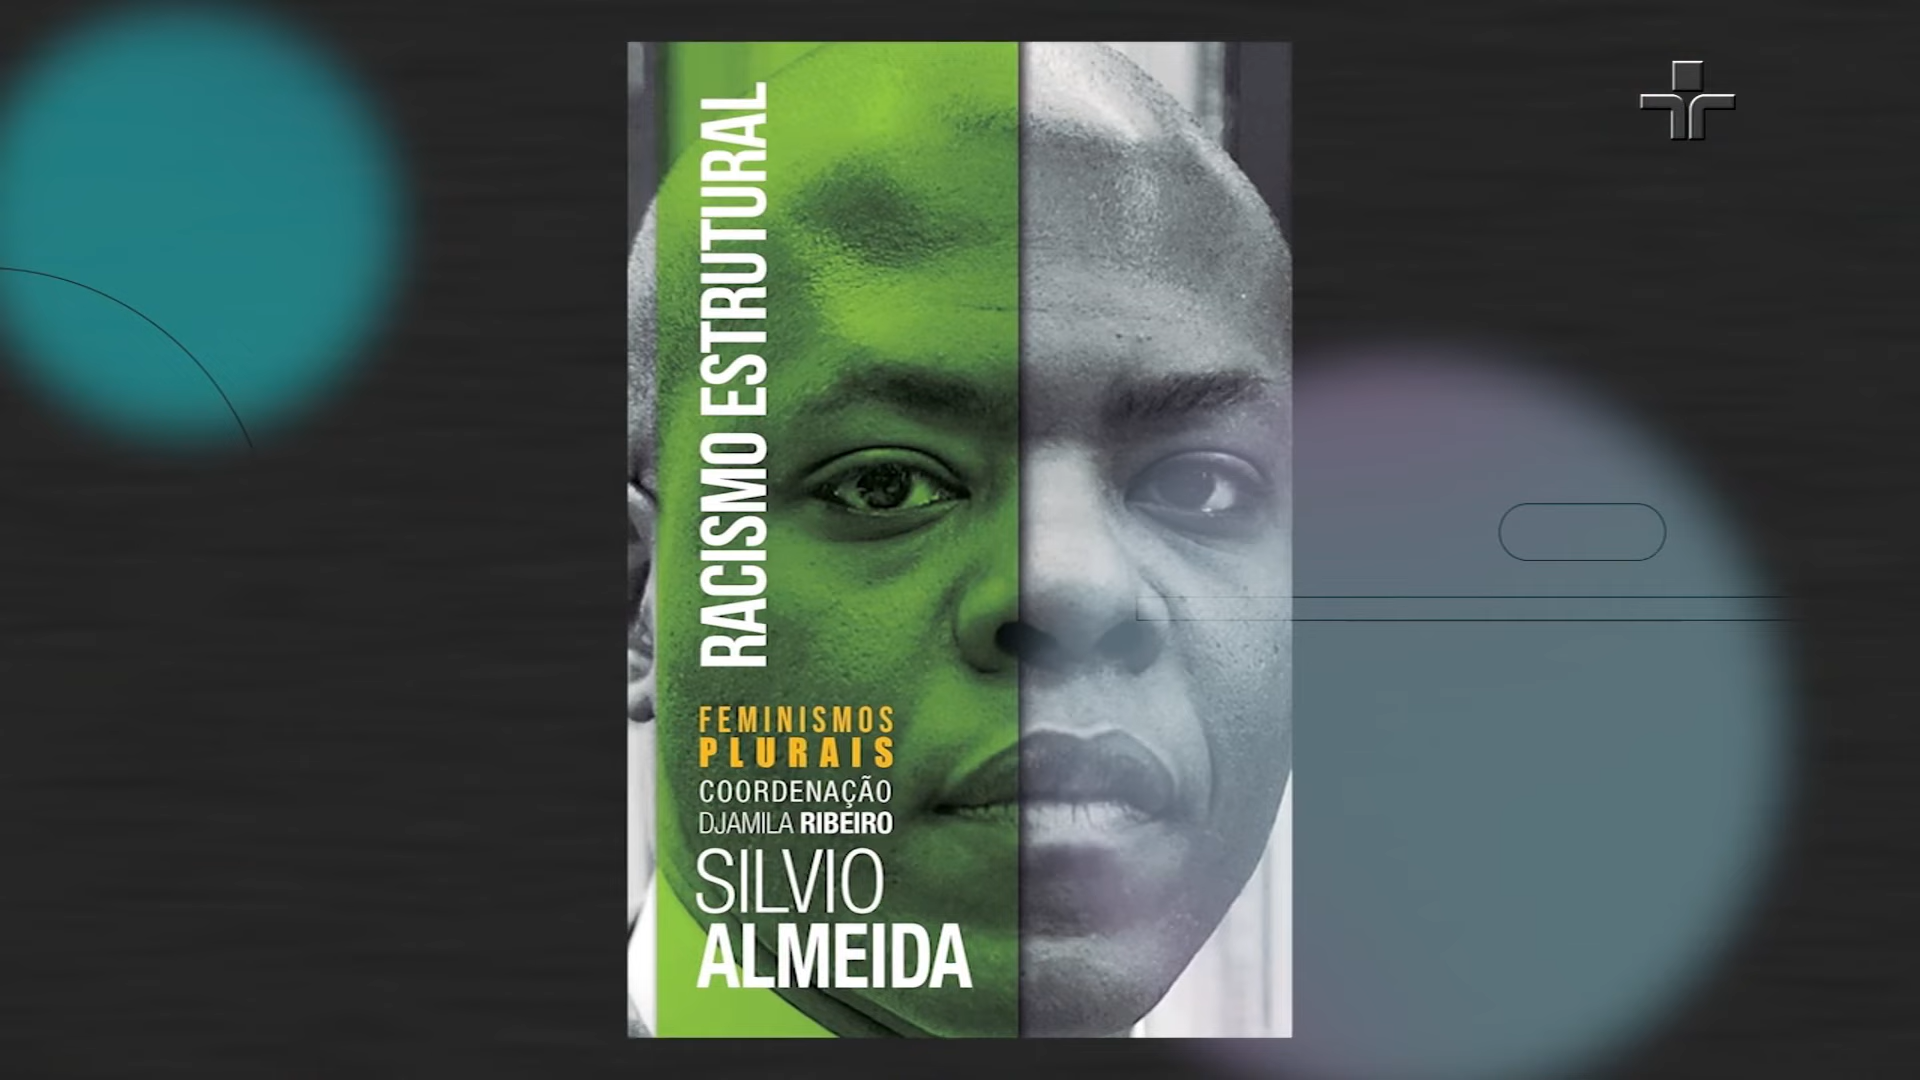 RACISMO ESTRUTURAL
FEMINISMOS
PLURAIS
COORDENAÇÃO
DJAMILA RIBEIRO
SILVIO
ALMEIDA